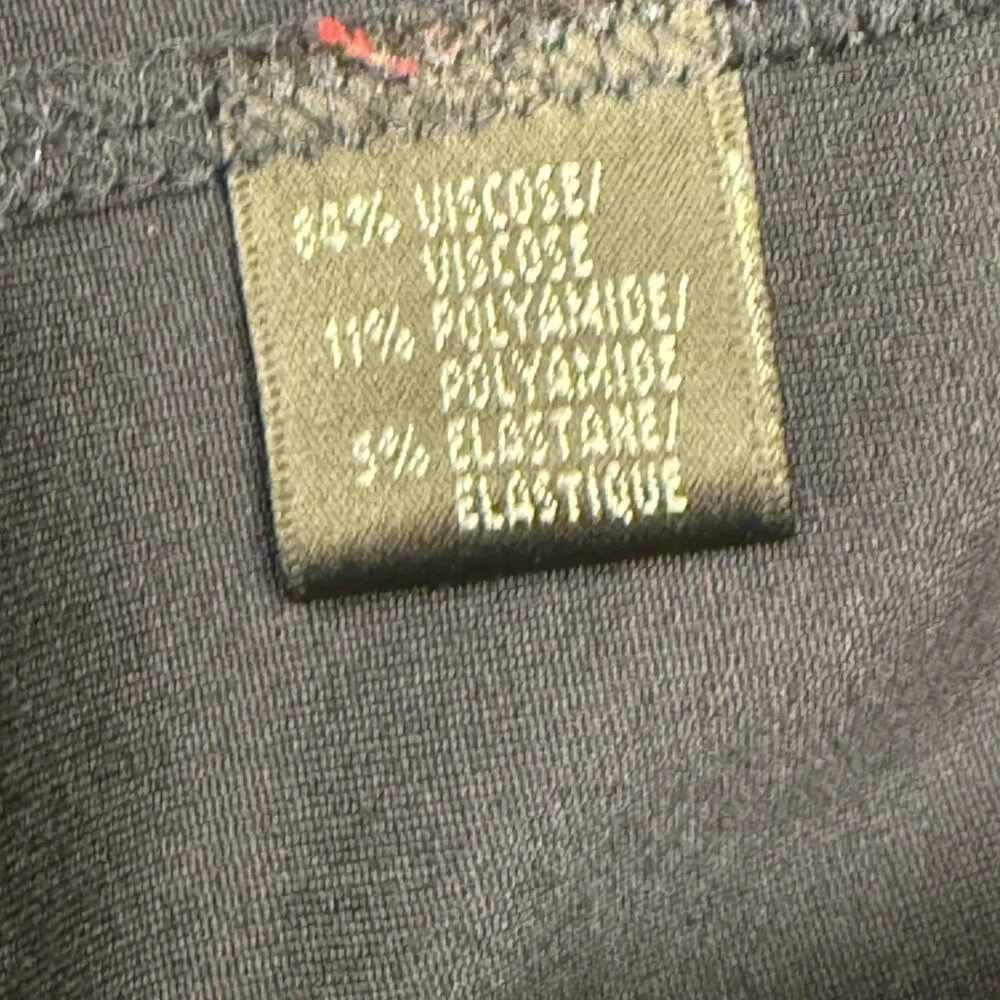 84% VISCOSE/
VISCOSE
11% POLYAMIDE/
POLYAMIDE
5% ELASTANE/
ELASTIQUE